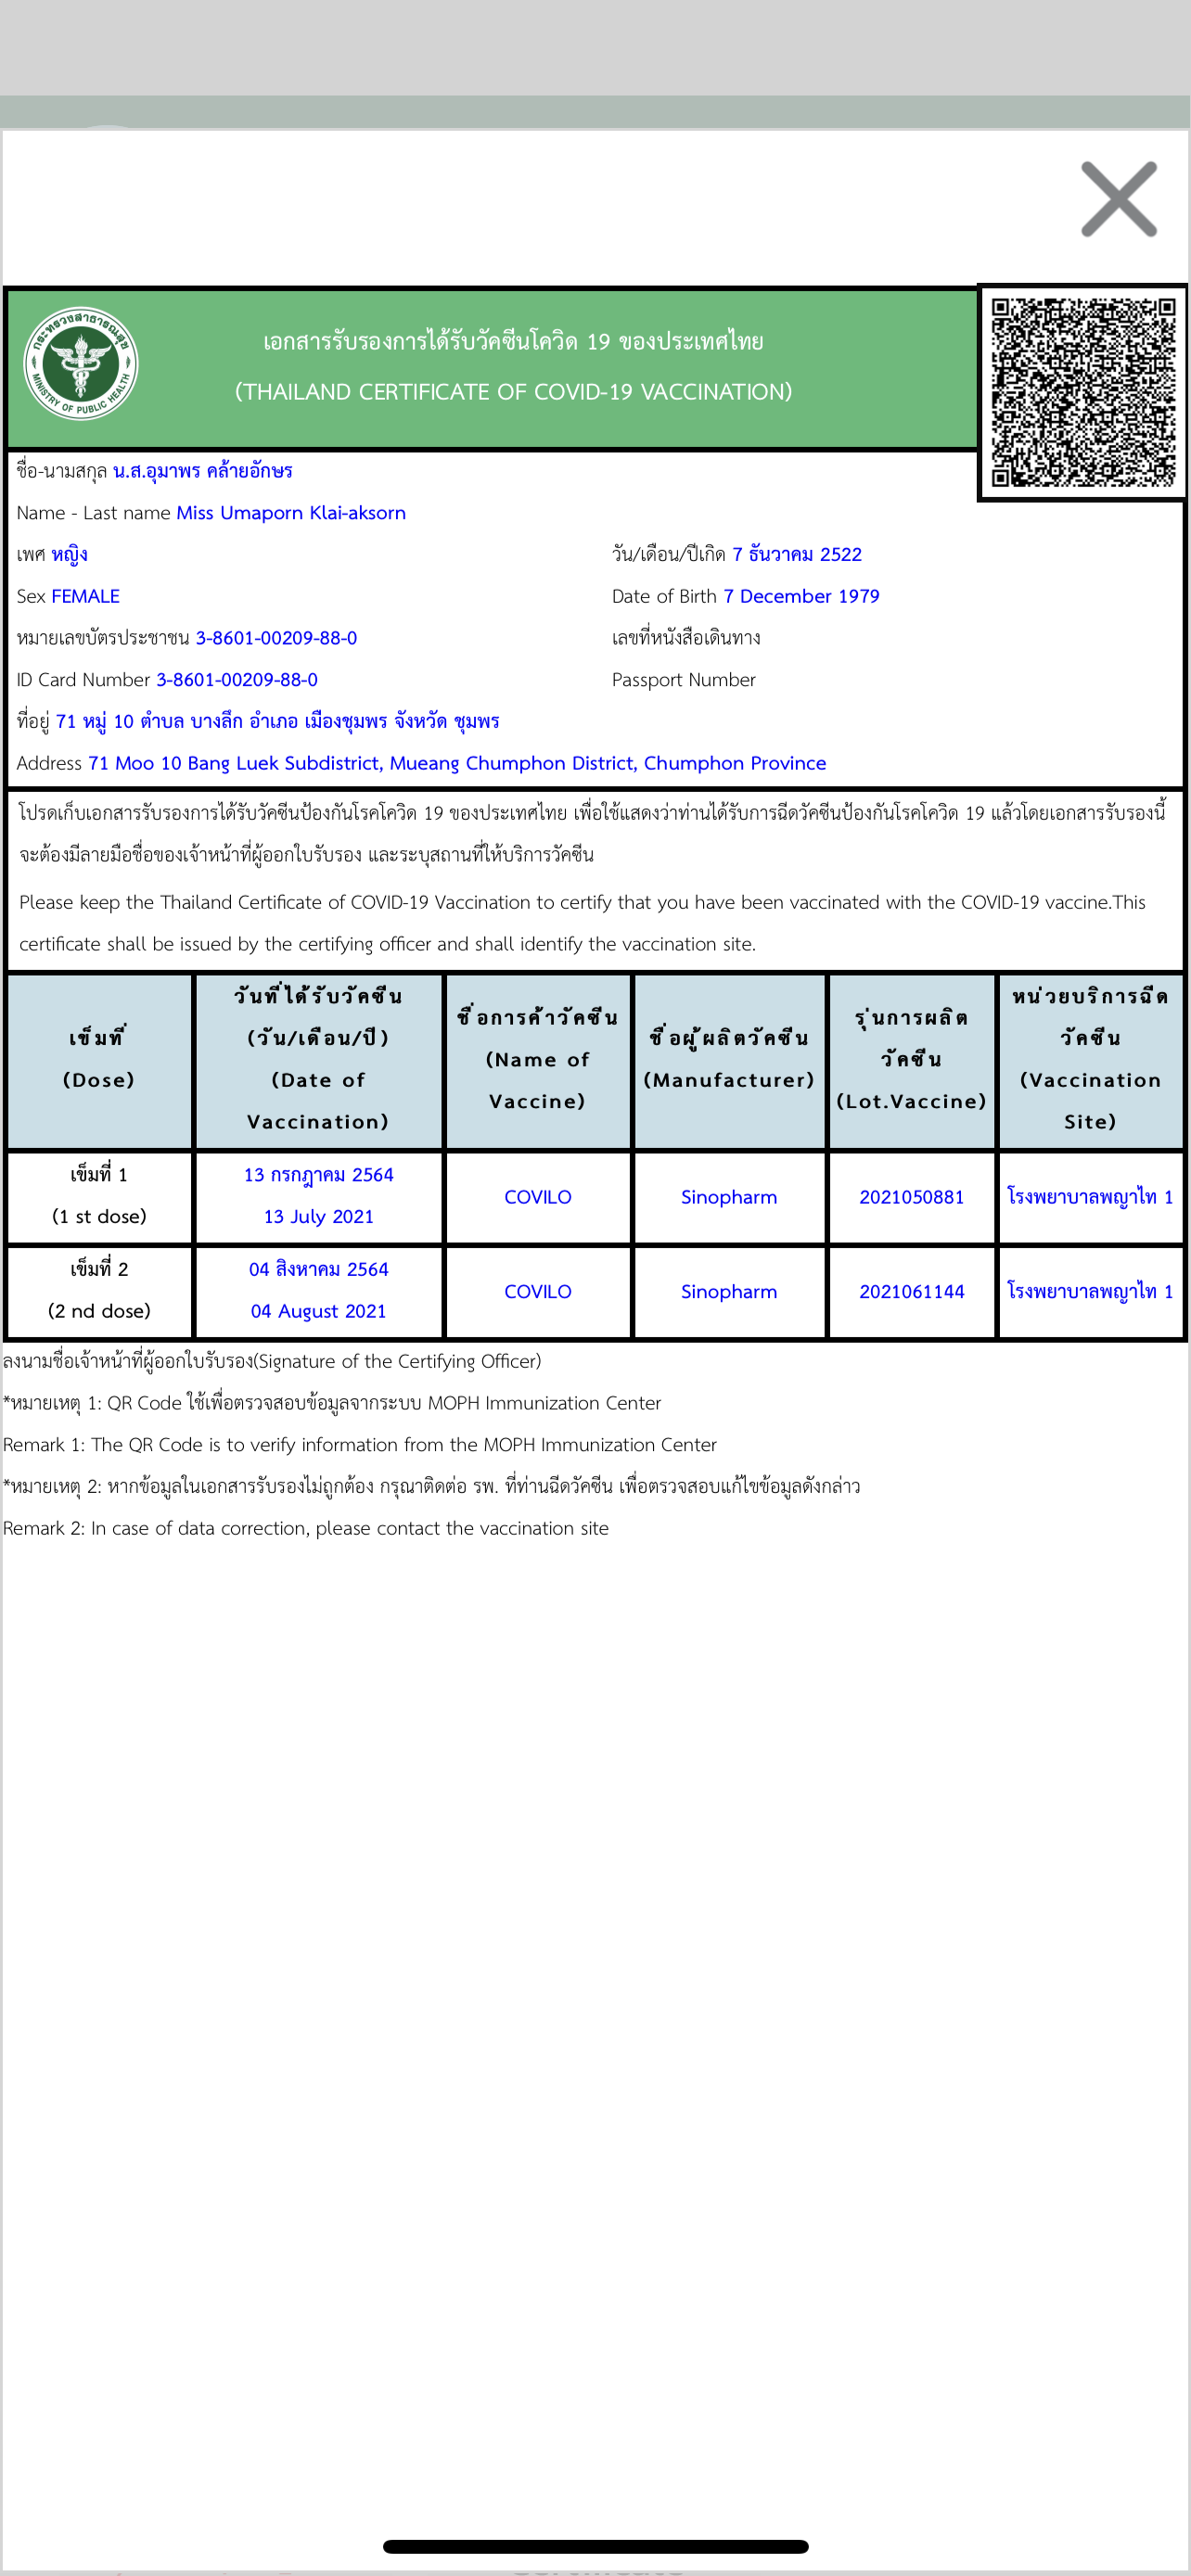 กระทรวงสาธารณสุข
MINISTRY OF PUBLIC HEALTH
เอกสารรับรองการได้รับวัคซีนโควิด 19 ของประเทศไทย
(THAILAND CERTIFICATE OF COVID-19 VACCINATION)
ชื่อ-นามสกุล น.ส.อุมาพร คล้ายอักษร
Name - Last name Miss Umaporn Klai-aksorn
เพศ หญิง วัน/เดือน/ปีเกิด 7 ธันวาคม 2522
Sex FEMALE Date of Birth 7 December 1979
หมายเลขบัตรประชาชน 3-8601-00209-88-0 เลขที่หนังสือเดินทาง
ID Card Number 3-8601-00209-88-0 Passport Number
ที่อยู่ 71 หมู่ 10 ตำบล บางลึก อำเภอ เมืองชุมพร จังหวัด ชุมพร
Address 71 Moo 10 Bang Luek Subdistrict, Mueang Chumphon District, Chumphon Province
โปรดเก็บเอกสารรับรองการได้รับวัคซีนป้องกันโรคโควิด 19 ของประเทศไทย เพื่อใช้แสดงว่าท่านได้รับการฉีดวัคซีนป้องกันโรคโควิด 19 แล้วโดยเอกสารรับรองนี้
จะต้องมีลายมือชื่อของเจ้าหน้าที่ผู้ออกใบรับรอง และระบุสถานที่ให้บริการวัคซีน
Please keep the Thailand Certificate of COVID-19 Vaccination to certify that you have been vaccinated with the COVID-19 vaccine.This
certificate shall be issued by the certifying officer and shall identify the vaccination site.
เข็มที่
(Dose)
วันที่ได้รับวัคซีน
(วัน/เดือน/ปี)
(Date of
Vaccination)
ชื่อการค้าวัคซีน
(Name of
Vaccine)
ชื่อผู้ผลิตวัคซีน
(Manufacturer)
รุ่นการผลิต
วัคซีน
(Lot.Vaccine)
หน่วยบริการฉีด
วัคซีน
(Vaccination
Site)
เข็มที่ 1
(1 st dose)
13 กรกฎาคม 2564
13 July 2021
COVILO
Sinopharm
2021050881
โรงพยาบาลพญาไท 1
เข็มที่ 2
(2 nd dose)
04 สิงหาคม 2564
04 August 2021
COVILO
Sinopharm
2021061144
โรงพยาบาลพญาไท 1
ลงนามชื่อเจ้าหน้าที่ผู้ออกใบรับรอง(Signature of the Certifying Officer)
*หมายเหตุ 1: QR Code ใช้เพื่อตรวจสอบข้อมูลจากระบบ MOPH Immunization Center
Remark 1: The QR Code is to verify information from the MOPH Immunization Center
*หมายเหตุ 2: หากข้อมูลในเอกสารรับรองไม่ถูกต้อง กรุณาติดต่อ รพ. ที่ท่านฉีดวัคซีน เพื่อตรวจสอบแก้ไขข้อมูลดังกล่าว
Remark 2: In case of data correction, please contact the vaccination site